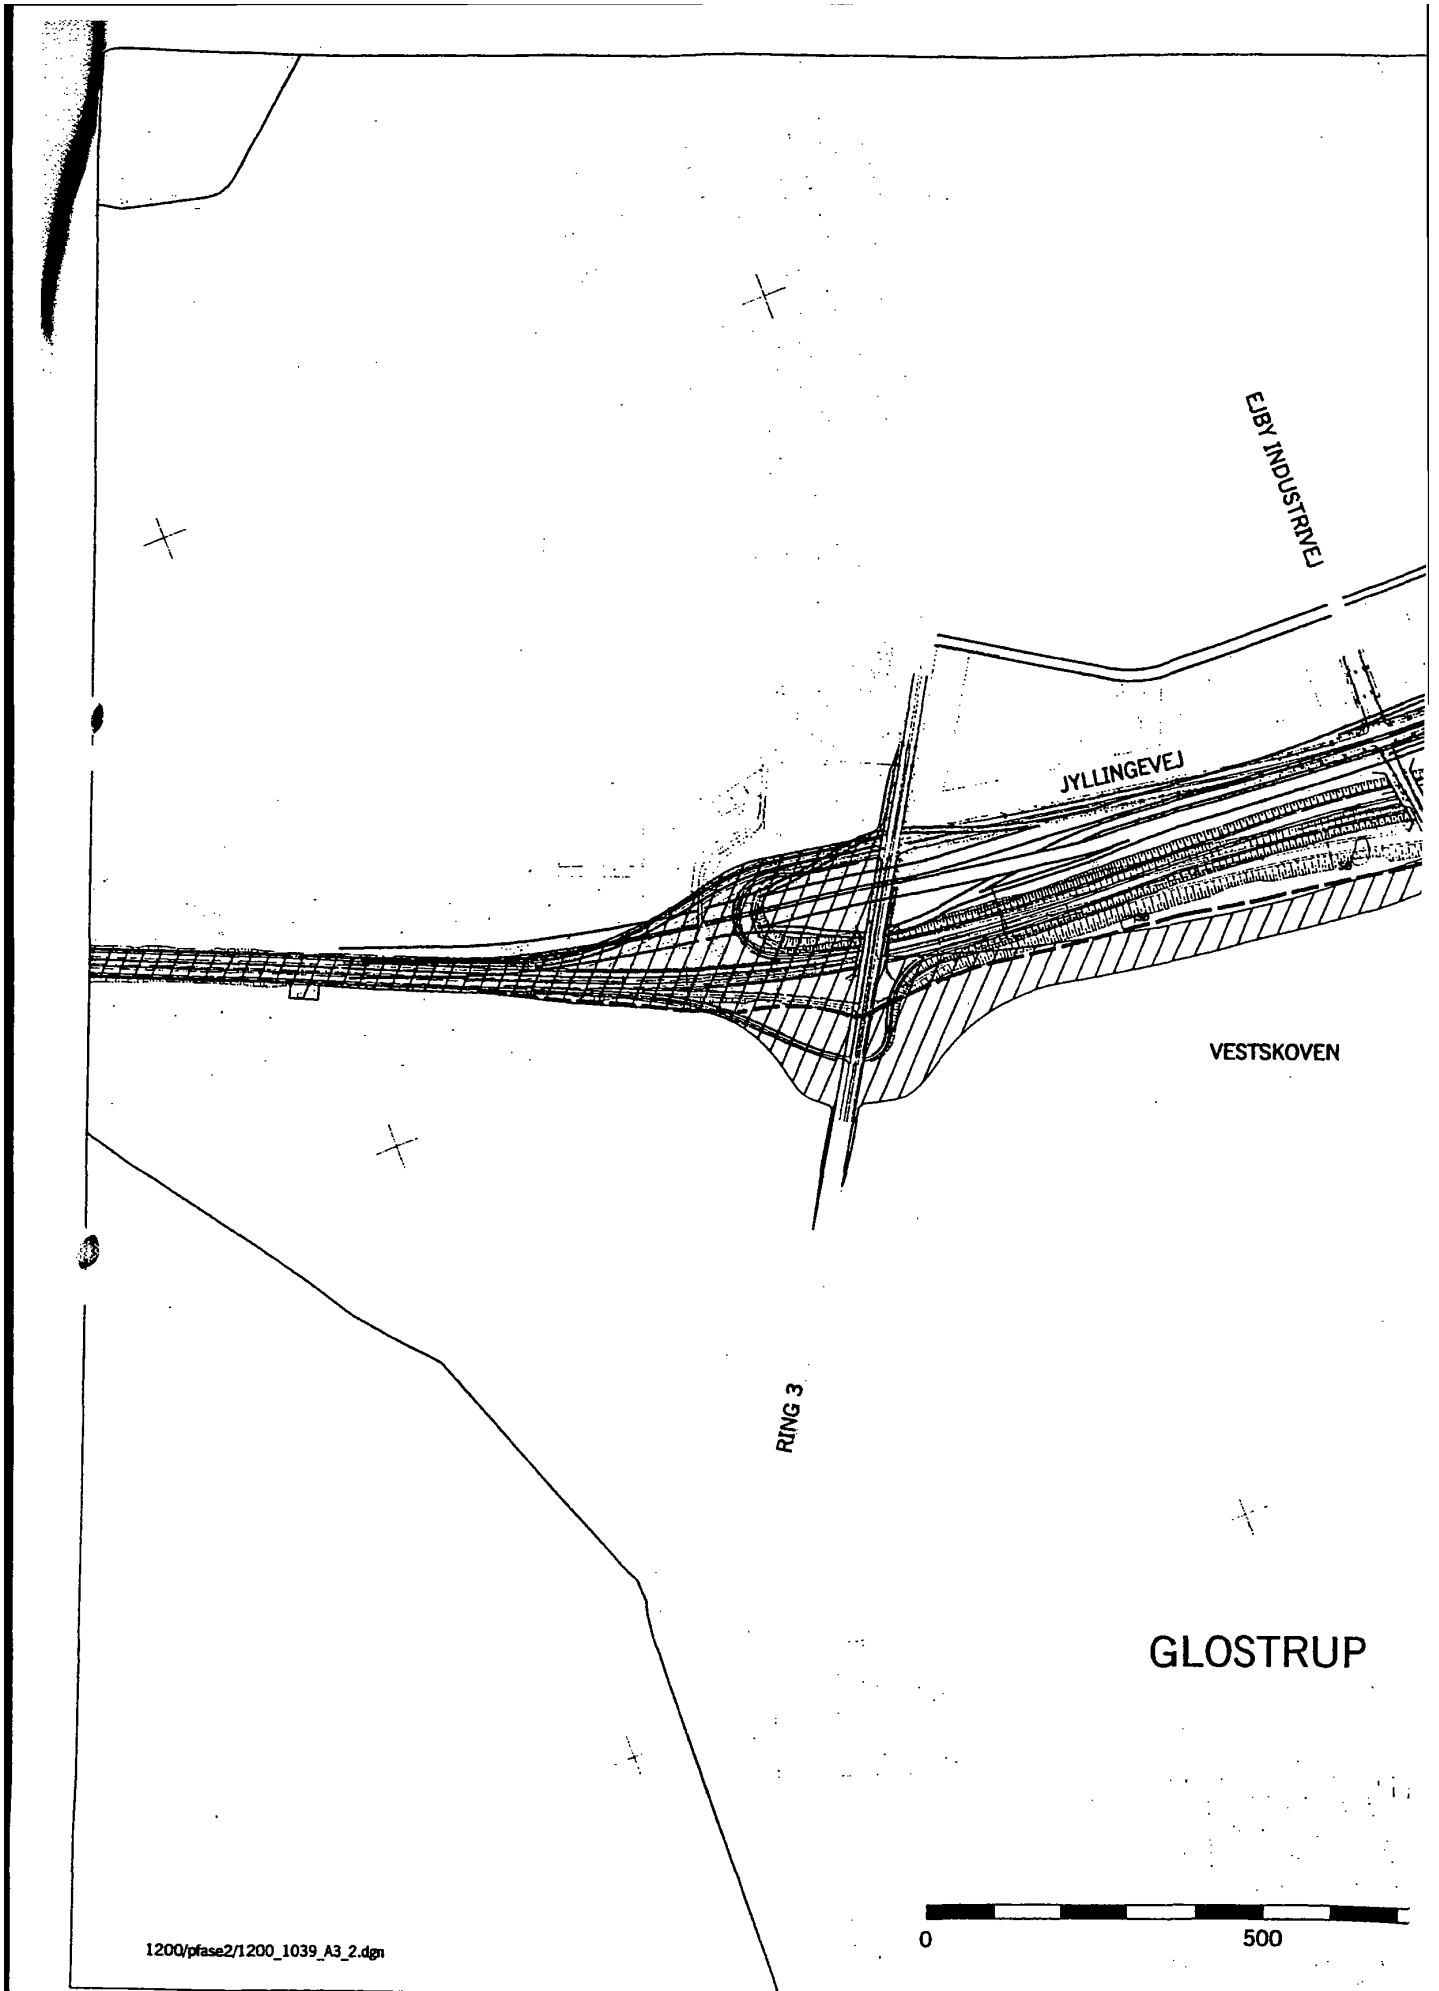 EJBY INDUSTRIVEJ
JYLLINGEVEJ
VESTSKOVEN
RING 3
GLOSTRUP
0 500
1200/pfase2/1200_1039_A3_2.dgn